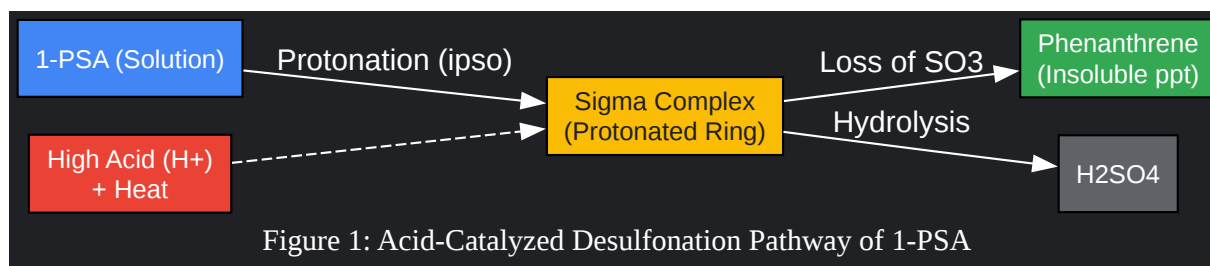 1-PSA (Solution)
Protonation (ipso)
High Acid (H+)
+ Heat
Sigma Complex
(Protonated Ring)
Loss of SO3
Hydrolysis
Phenanthrene
(Insoluble ppt)
H2SO4
Figure 1: Acid-Catalyzed Desulfonation Pathway of 1-PSA